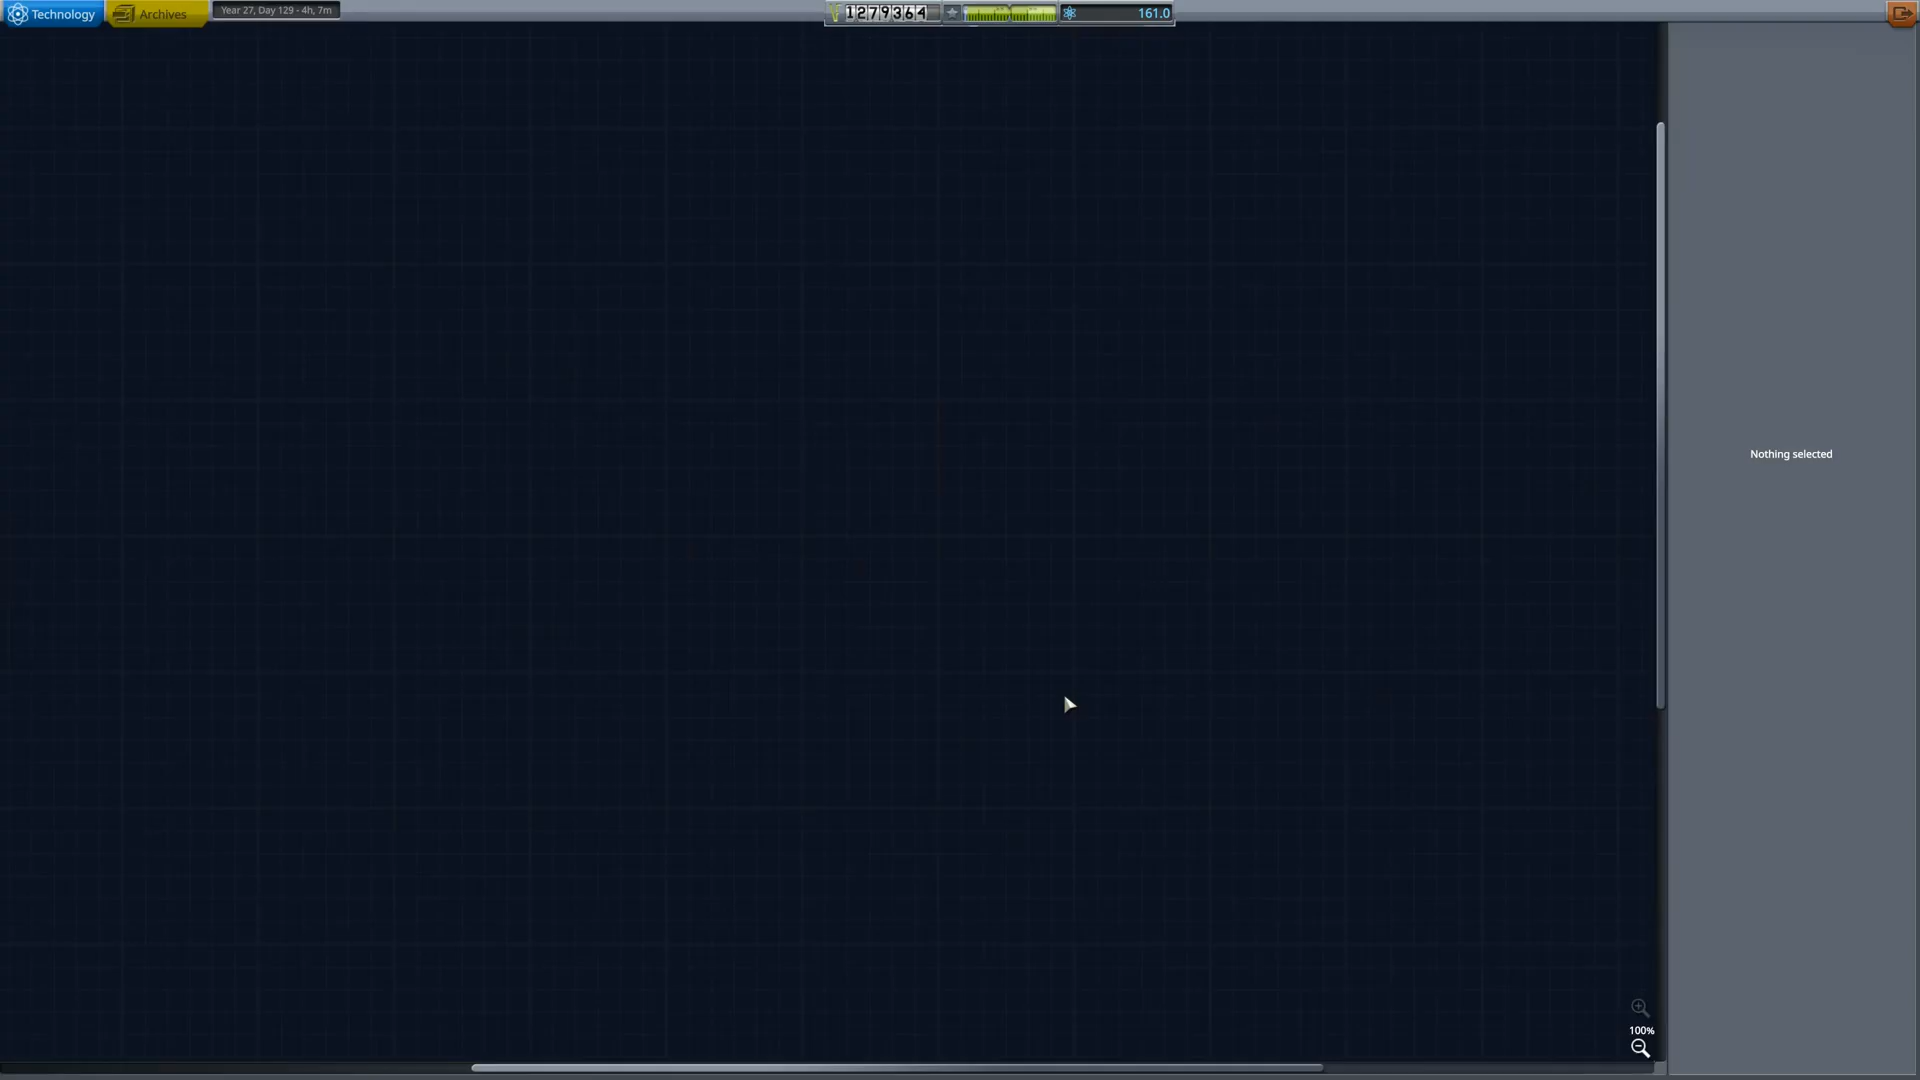 Technology
Archives
Year 27, Day 129 - 4h, 7m
1279364
161.0
Nothing selected
100%